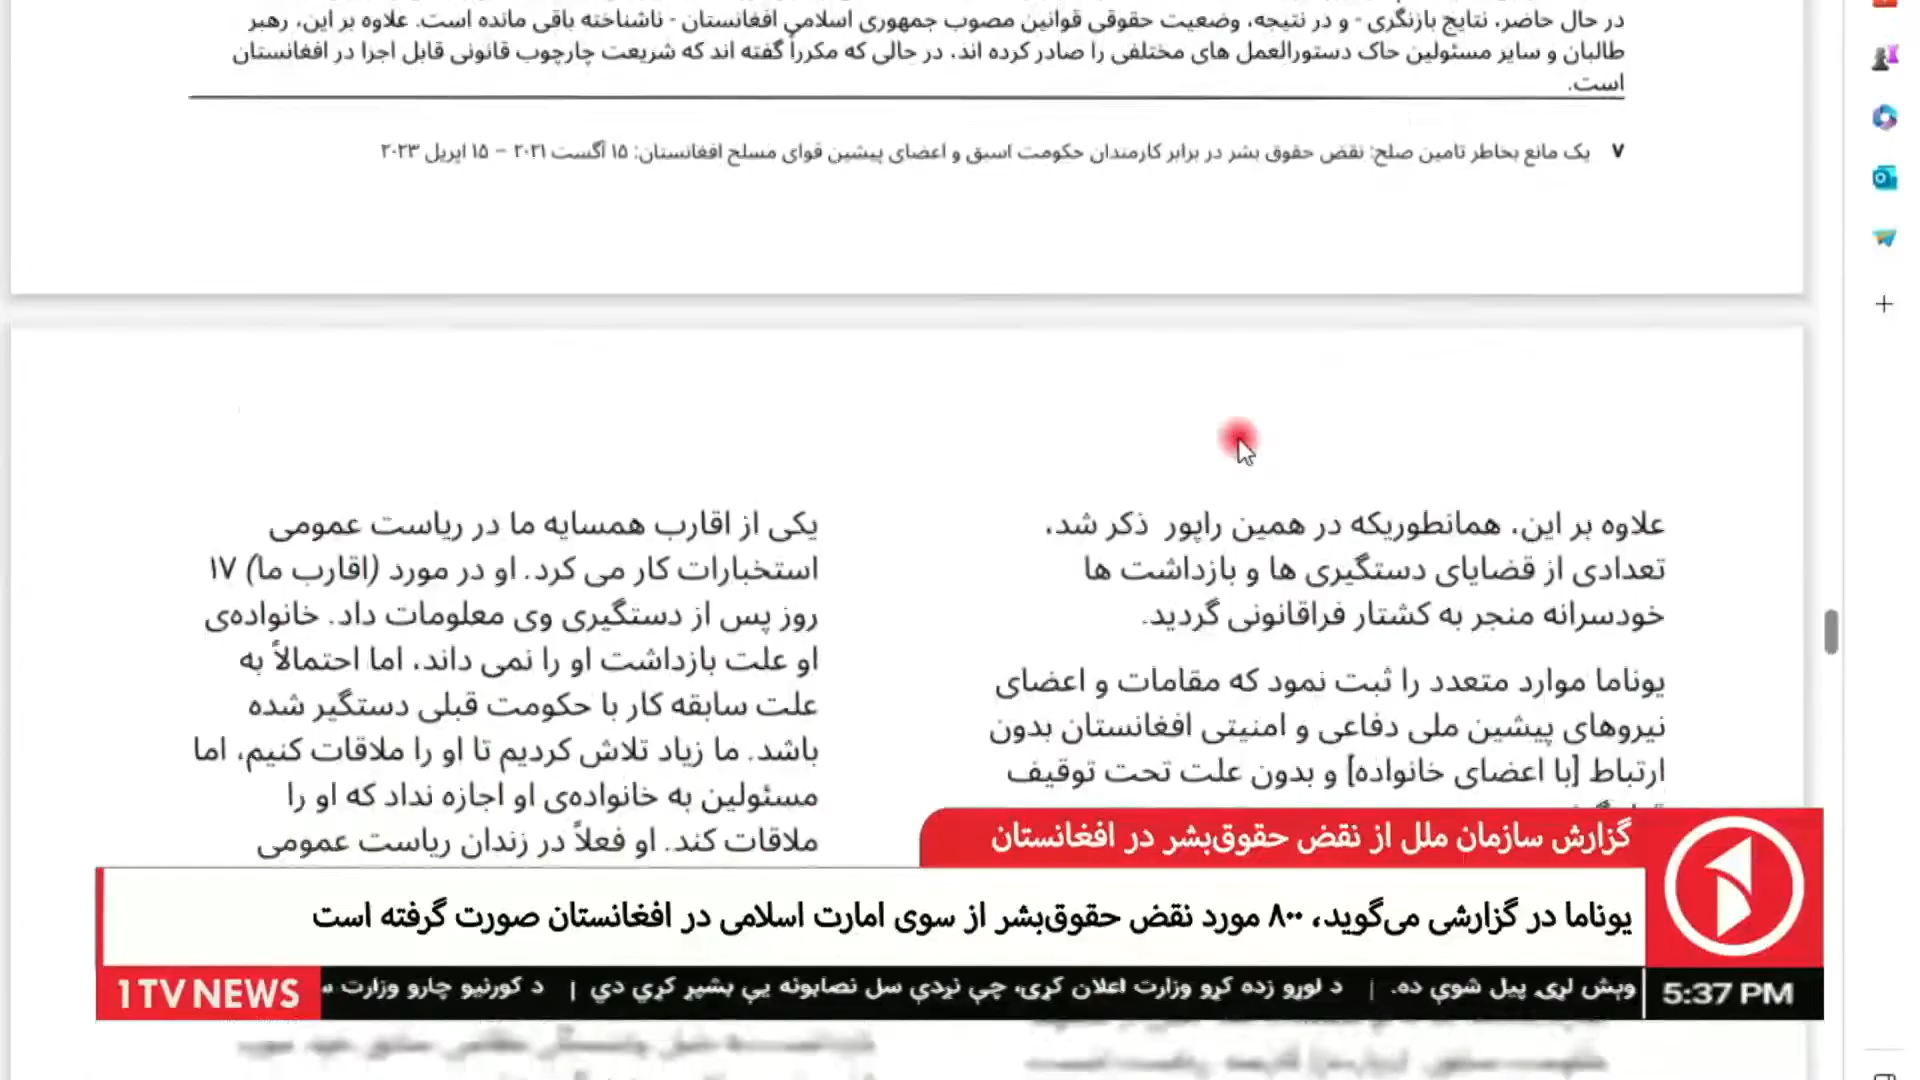 در حال حاضر، نتایج بازنگری - و در نتیجه، وضعیت حقوقی قوانین مصوب جمهوری اسلامی افغانستان - ناشناخته باقی مانده است. علاوه بر این، رهبر
طالبان و سایر مسئولین حاک دستورالعمل های مختلفی را صادر کرده اند، در حالی که مکرراً گفته اند که شریعت چارچوب قانونی قابل اجرا در افغانستان
است.
۷ یک مانع بخاطر تامین صلح: نقض حقوق بشر در برابر کارمندان حکومت اسبق و اعضای پیشین قوای مسلح افغانستان: ۱۵ آگست ۲۰۲۱ – ۱۵ اپریل ۲۰۲۳
علاوه بر این، همانطوریکه در همین راپور ذکر شد،
تعدادی از قضایای دستگیری ها و بازداشت ها
خودسرانه منجر به کشتار فراقانونی گردید.
یوناما موارد متعدد را ثبت نمود که مقامات و اعضای
نیروهای پیشین ملی دفاعی و امنیتی افغانستان بدون
ارتباط [با اعضای خانواده] و بدون علت تحت توقیف
یکی از اقارب همسایه ما در ریاست عمومی
استخبارات کار می کرد. او در مورد (اقارب ما) ۱۷
روز پس از دستگیری وی معلومات داد. خانواده‌ی
او علت بازداشت او را نمی داند، اما احتمالاً به
علت سابقه کار با حکومت قبلی دستگیر شده
باشد. ما زیاد تلاش کردیم تا او را ملاقات کنیم، اما
مسئولین به خانواده‌ی او اجازه نداد که او را
ملاقات کند. او فعلاً در زندان ریاست عمومی
گزارش سازمان ملل از نقض حقوق‌بشر در افغانستان
یوناما در گزارشی می‌گوید، ۸۰۰ مورد نقض حقوق‌بشر از سوی امارت اسلامی در افغانستان صورت گرفته است
وېش لړۍ پیل شوې ده. | د لوړو زده کړو وزارت اعلان کړی، چې نږدې سل نصابونه یې بشپړ کړي دي | د کورنیو چارو وزارت
1TV NEWS
5:37 PM